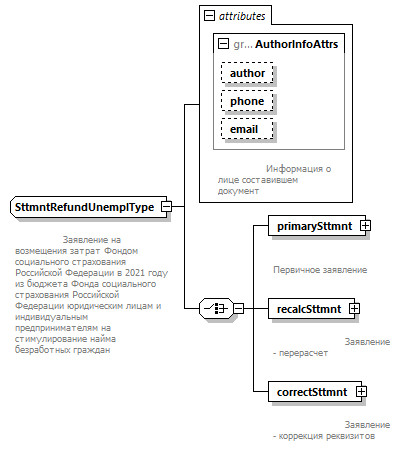 attributes
gr... AuthorInfoAttrs
author
phone
email
Информация о
лице составившем
документ
SttmntRefundUnemplType
Заявление на
возмещения затрат Фондом
социального страхования
Российской Федерации в 2021 году
из бюджета Фонда социального
страхования Российской
Федерации юридическим лицам и
индивидуальным
предпринимателям на
стимулирование найма
безработных граждан
primarySttmnt
Первичное заявление
recalcSttmnt
Заявление
- перерасчет
correctSttmnt
Заявление
- коррекция реквизитов